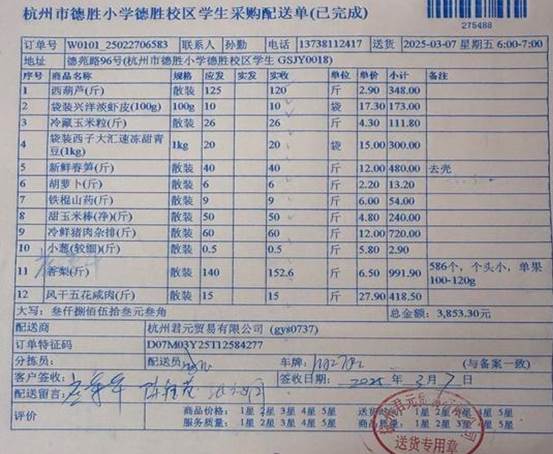 杭州市德胜小学德胜校区学生采购配送单(已完成)
275488
订单号 W0101_25022706583 联系人 孙勤 电话 13738112417 送货 2025-03-07 星期五 6:00-7:00
地址 德苑路96号(杭州市德胜小学德胜校区学生 GSJY0018)
序号 商品名称 规格 应发 实发 实收 单位 单价 小计 备注
1 西葫芦(斤) 散装 125 120 斤 2.90 348.00
2 袋装兴洋淡虾皮(100g) 100g 10 10 袋 17.30 173.00
3 冷藏玉米粒(斤) 散装 26 26 斤 4.30 111.80
4 袋装西子大汇速冻甜青豆(1kg) 1kg 20 20 袋 15.00 300.00
5 新鲜春笋(斤) 散装 40 40 斤 12.00 480.00 去壳
6 胡萝卜(斤) 散装 6 6 斤 2.20 13.20
7 铁棍山药(斤) 散装 9 9 斤 6.00 54.00
8 甜玉米棒(净)(斤) 散装 50 50 斤 4.80 240.00
9 冷鲜猪肉杂排(斤) 散装 60 60 斤 12.00 720.00
10 小葱(较细)(斤) 散装 0.5 0.5 斤 5.80 2.90
11 香梨(斤) 散装 140 152.6 斤 6.50 991.90 586个，个头小，单果100-120g
12 风干五花咸肉(斤) 散装 15 15 斤 27.90 418.50
大写：叁仟捌佰伍拾叁元叁角 总金额：3,853.30元
配送商 杭州君元贸易有限公司 (gys0737)
订单特征码 D07M03Y25T12584277
分拣员： 配送员： 车牌： (与备案一致)
客户签收： 签收日期： 2025 年 3月 7日
配送留言：
评价 商品价格： 1星 2星 3星 4星 5星 送货 1星 2星 3星 4星 5星
服务质量： 1星 2星 3星 4星 5星 商品 1星 2星 3星 4星 5星
送货专用章